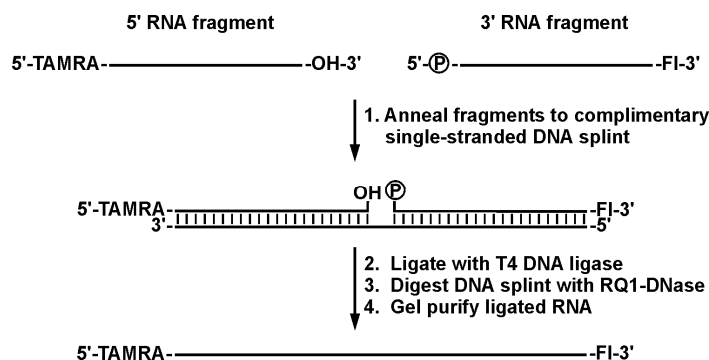 5' RNA fragment
3' RNA fragment
5'-TAMRA- -OH-3'
5'-P- -Fl-3'
1. Anneal fragments to complimentary
single-stranded DNA splint
OH P
5'-TAMRA- -Fl-3'
3'- -5'
2. Ligate with T4 DNA ligase
3. Digest DNA splint with RQ1-DNase
4. Gel purify ligated RNA
5'-TAMRA- -Fl-3'